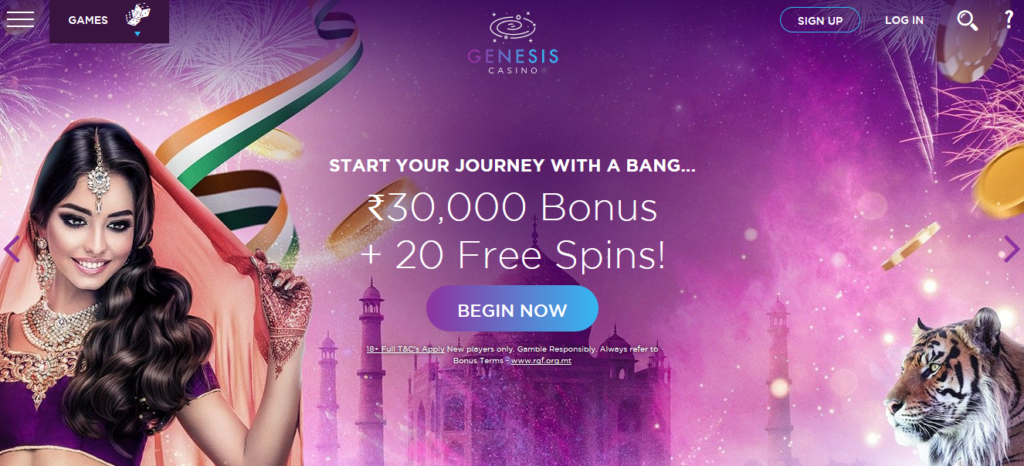 GAMES
GENESIS
CASINO
SIGN UP
LOG IN
?
START YOUR JOURNEY WITH A BANG...
₹30,000 Bonus
+ 20 Free Spins!
BEGIN NOW
18+ Full T&C's Apply New players only. Gamble Responsibly. Always refer to
Bonus Terms - www.rgf.org.mt